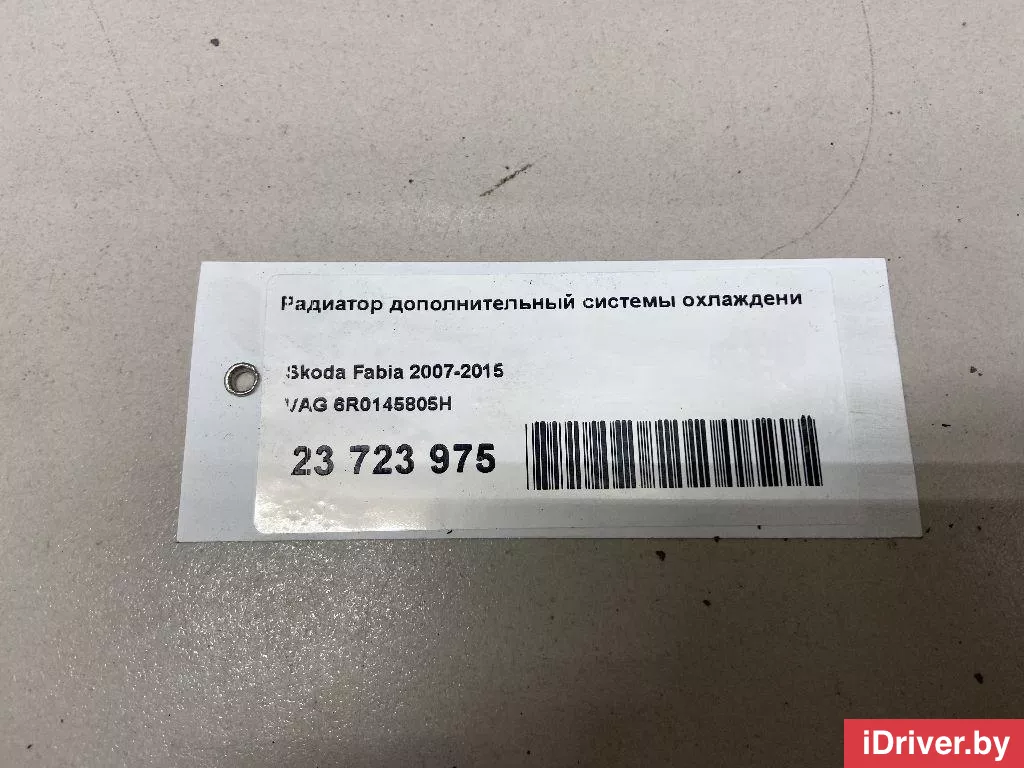 Радиатор дополнительный системы охлаждени
Skoda Fabia 2007-2015
VAG 6R0145805H
23 723 975
iDriver.by